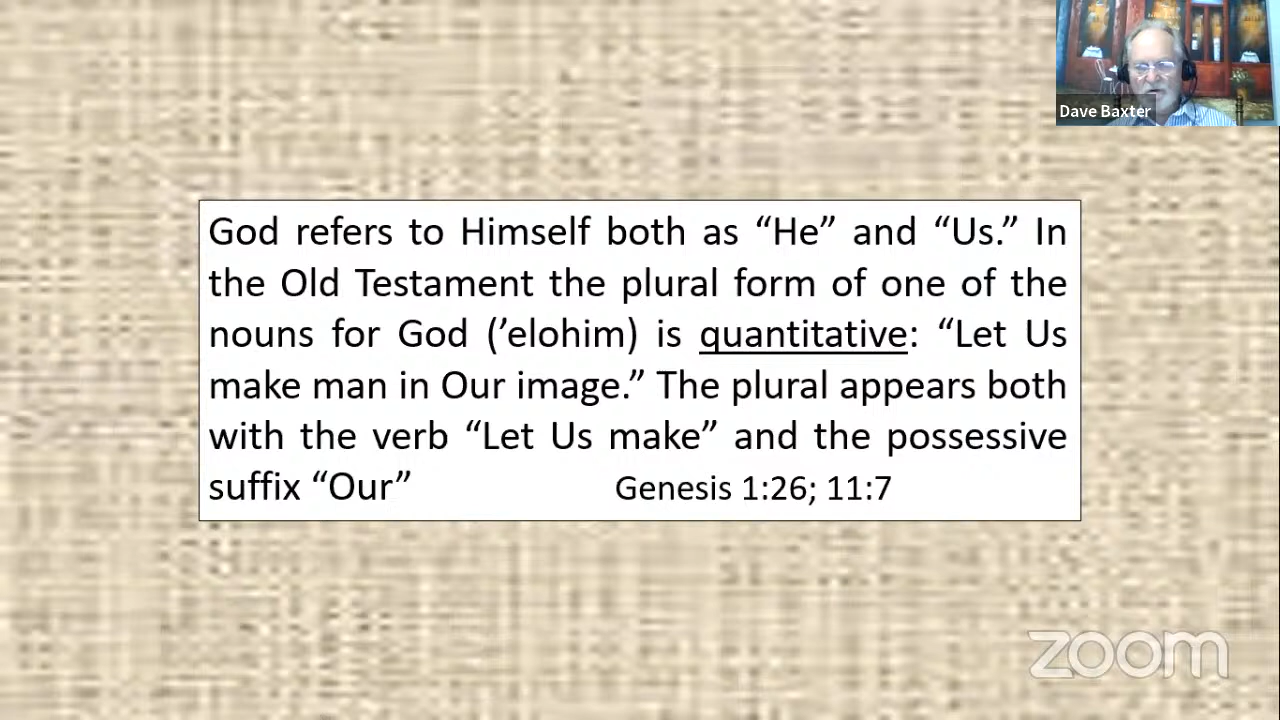 Dave Baxter
God refers to Himself both as “He” and “Us.” In
the Old Testament the plural form of one of the
nouns for God (’elohim) is quantitative: “Let Us
make man in Our image.” The plural appears both
with the verb “Let Us make” and the possessive
suffix “Our” Genesis 1:26; 11:7
zoom